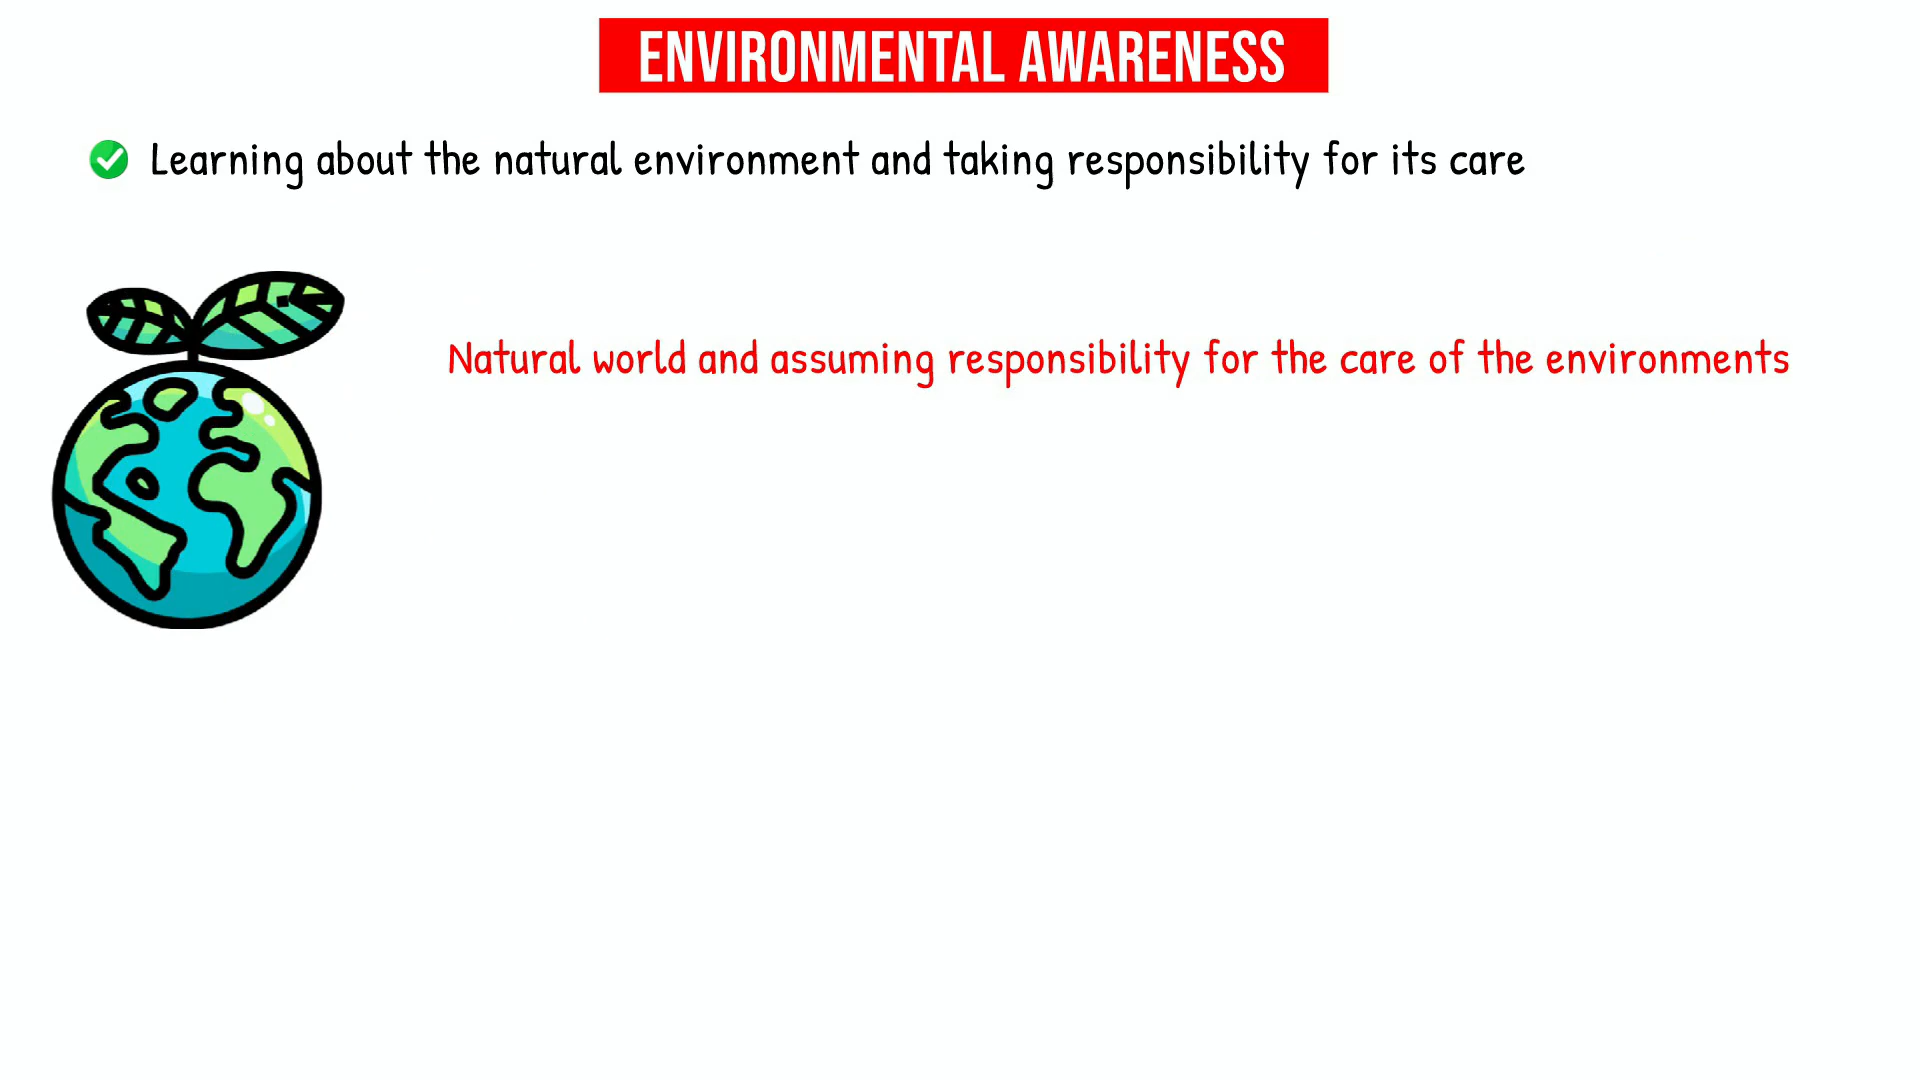 ENVIRONMENTAL AWARENESS
Learning about the natural environment and taking responsibility for its care
Natural world and assuming responsibility for the care of the environments